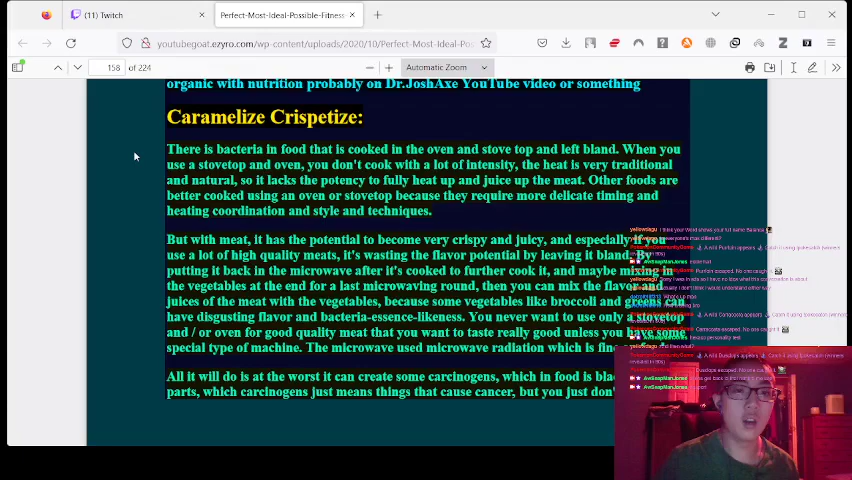 (11) Twitch
Perfect-Most-Ideal-Possible-Fitness
youtubegoat.ezyro.com/wp-content/uploads/2020/10/Perfect-Most-Ideal-Pos
158 of 224
Automatic Zoom
organic with nutrition probably on Dr.JoshAxe YouTube video or something
Caramelize Crispetize:
There is bacteria in food that is cooked in the oven and stove top and left bland. When you
use a stovetop and oven, you don't cook with a lot of intensity, the heat is very traditional
and natural, so it lacks the potency to fully heat up and juice up the meat. Other foods are
better cooked using an oven or stovetop because they require more delicate timing and
heating coordination and style and techniques.
But with meat, it has the potential to become very crispy and juicy, and especially if you
use a lot of high quality meats, it's wasting the flavor potential by leaving it bland. By
putting it back in the microwave after it's cooked to further cook it, and maybe mixing in
the vegetables at the end for a last microwaving round, then you can mix the flavor and
juices of the meat with the vegetables, because some vegetables like broccoli and greens can
have disgusting flavor and bacteria-essence-likeness. You never want to use only a stovetop
and / or oven for good quality meat that you want to taste really good unless you have some
special type of machine. The microwave used microwave radiation which is fine
All it will do is at the worst it can create some carcinogens, which in food is
parts, which carcinogens just means things that cause cancer, but you just don't